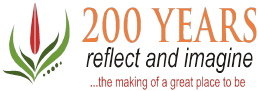 200 YEARS
reflect and imagine
...the making of a great place to be